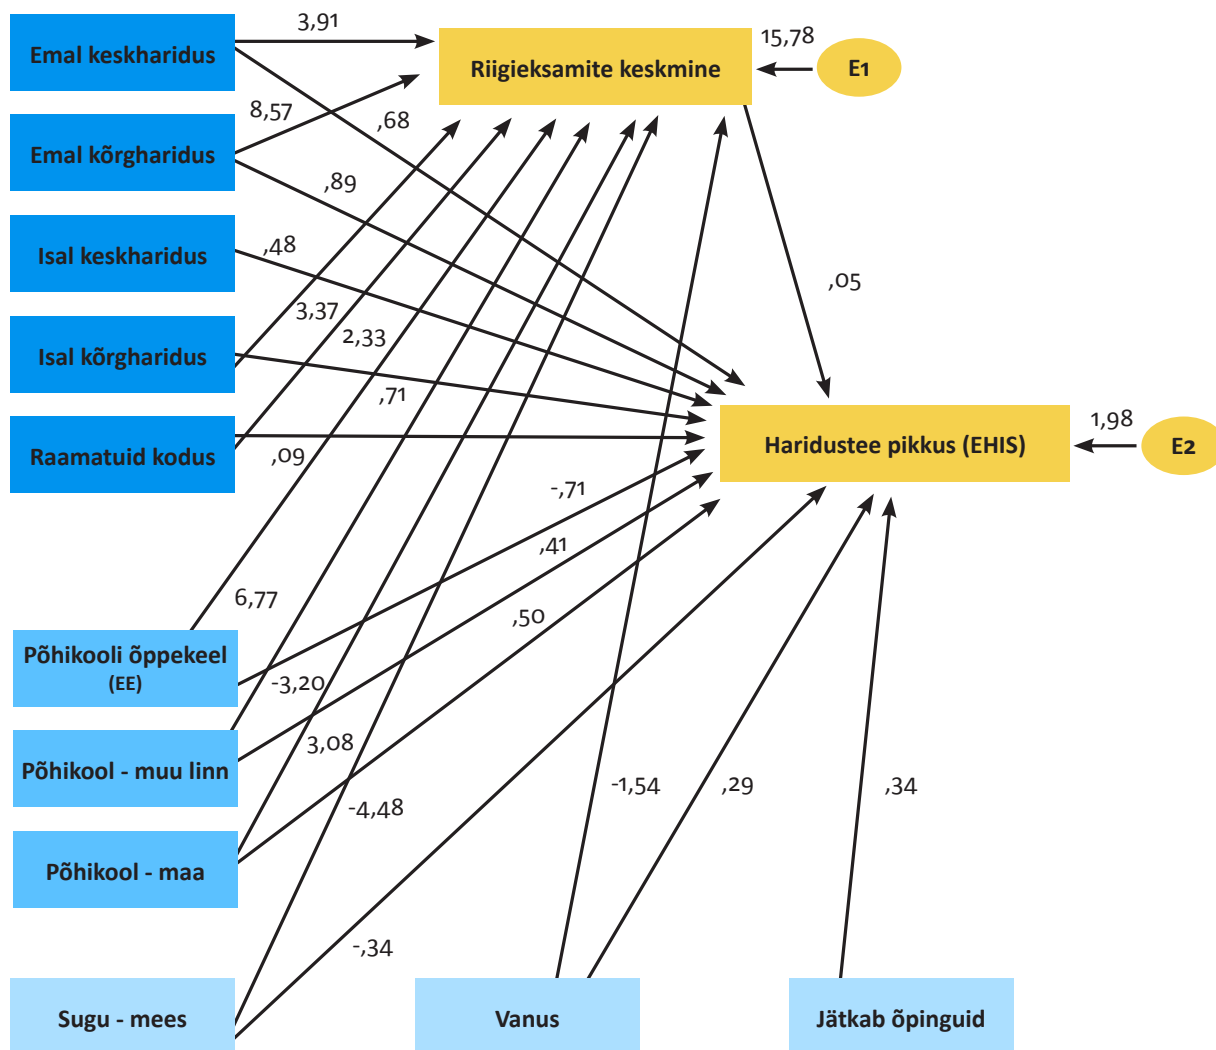 3,91
15,78
Emal keskharidus
Riigieksamite keskmine
E1
8,57
,68
Emal kõrgharidus
,89
Isal keskharidus
,48
,05
3,37
2,33
Isal kõrgharidus
,71
Raamatuid kodus
,09
Haridustee pikkus (EHIS)
1,98
E2
-,71
,41
6,77
,50
Põhikooli õppekeel
(EE)
-3,20
3,08
Põhikool - muu linn
-4,48
-1,54
,29
,34
Põhikool - maa
-,34
Sugu - mees
Vanus
Jätkab õpinguid